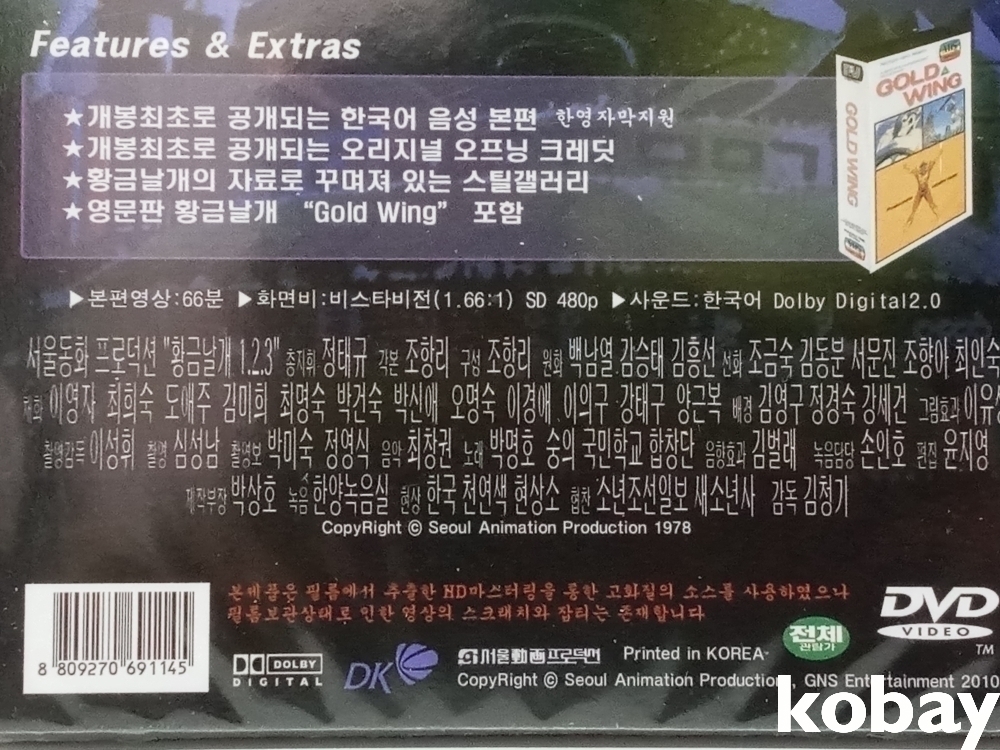 Features & Extras
★개봉최초로 공개되는 한국어 음성 본편 한영자막지원
★개봉최초로 공개되는 오리지널 오프닝 크레딧
★황금날개의 자료로 꾸며져 있는 스틸갤러리
★영문판 황금날개 “Gold Wing” 포함
GOLD WING
GOLD WING
▶본편영상:66분 ▶화면비:비스타비전(1.66:1) SD 480p ▶사운드:한국어 Dolby Digital2.0
서울동화 프로덕션 "황금날개 1.2.3" 총지휘 정태규 각본 조항리 구성 조항리 원화 백남열 김승태 김흥선 선화 조금숙 김동분 서문진 조향아 최인숙
채화 이영자 최희숙 도애주 김미희 최명숙 박건숙 박신애 오명숙 이경애 이의구 강태구 양근복 배경 김영구 정경숙 강세건 그림효과
촬영감독 이성휘 촬영 심성남 촬영보 박미숙 정영식 음악 최창권 노래 박명호 숭의 국민학교 합창단 음향효과 김벌래 녹음담당 손인호 편집 윤지영
제작부장 박상호 녹음 한양녹음실 현상 한국 천연색 현상소 협찬 소년조선일보 새소년사 감독 김청기
CopyRight © Seoul Animation Production 1978
본 필름은 필름에서 추출한 HD마스터링을 통한 고화질의 소스를 사용하였으나
필름보관상태로 인한 영상의 스크래치와 잡티는 존재합니다
8 809270 691145
DOLBY
DIGITAL
DK
서울動画프로덕션 Printed in KOREA
CopyRight © Seoul Animation Production, GNS Entertainment 2010
전체
관람가
DVD
VIDEO
TM
kobay